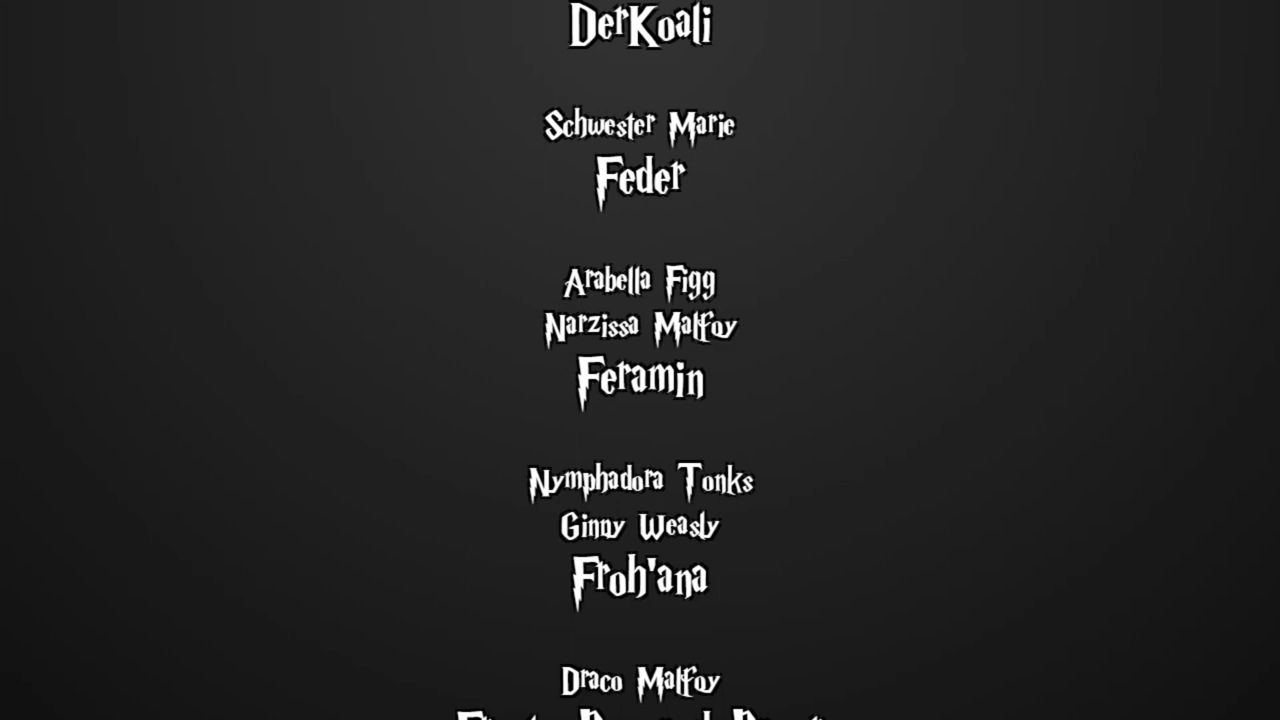 DerKoali
Schwester Marie
Feder
Arabella Figg
Narzissa Malfoy
Feramin
Nymphadora Tonks
Ginny Weasly
Froh'ana
Draco Malfoy